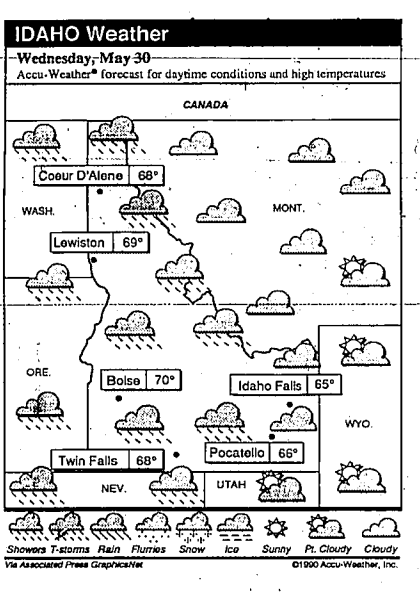 IDAHO Weather
Wednesday, May 30
Accu-Weather® forecast for daytime conditions and high temperatures
CANADA
Coeur D'Alene 68°
WASH.
MONT.
Lewiston 69°
ORE.
Boise 70°
Idaho Falls 65°
WYO.
Pocatello 66°
Twin Falls 68°
NEV.
UTAH
Showers T-storms Rain Flurries Snow Ice Sunny Pt. Cloudy Cloudy
Via Associated Press GraphicsNet ©1990 Accu-Weather, Inc.